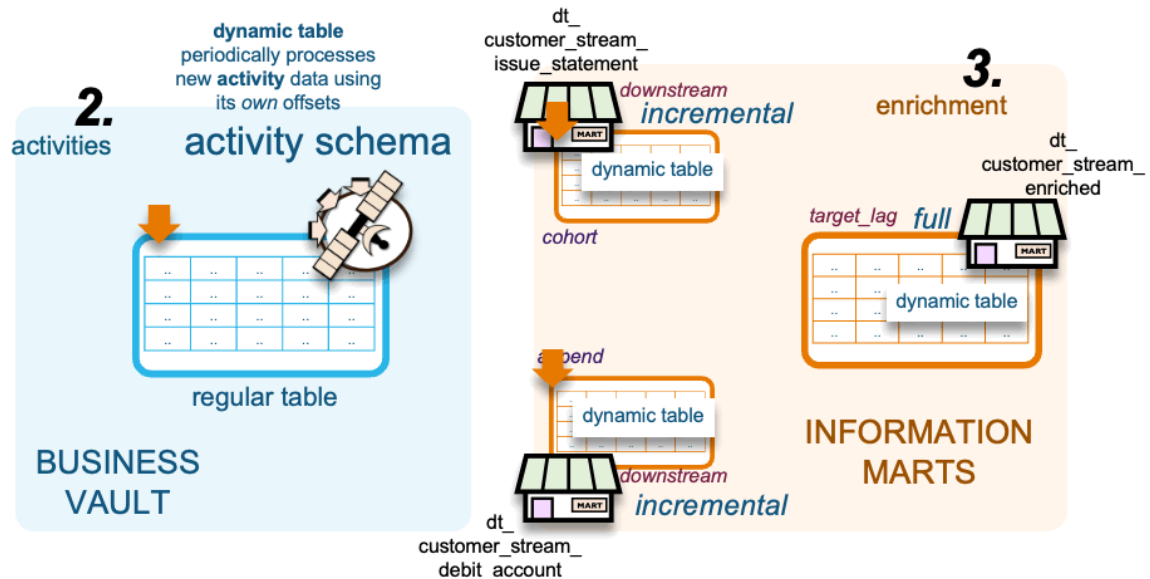 dynamic table
periodically processes
new activity data using
its own offsets
2.
activities
activity schema
.. .. .. .. ..
.. .. .. .. ..
.. .. .. .. ..
.. .. .. .. ..
regular table
BUSINESS
VAULT
dt_
customer_stream_
issue_statement
downstream
incremental
MART
dynamic table
cohort
append
dynamic table
downstream
MART
incremental
dt_
customer_stream_
debit_account
3.
enrichment
dt_
customer_stream_
enriched
target_lag full
MART
dynamic table
INFORMATION
MARTS